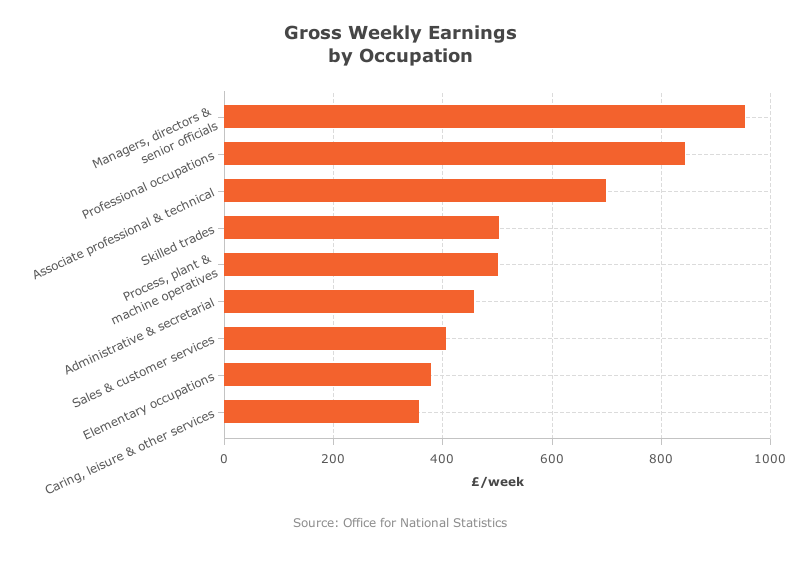 Gross Weekly Earnings
by Occupation
Managers, directors &
senior officials
Professional occupations
Associate professional & technical
Skilled trades
Process, plant &
machine operatives
Administrative & secretarial
Sales & customer services
Elementary occupations
Caring, leisure & other services
0 200 400 600 800 1000
£/week
Source: Office for National Statistics